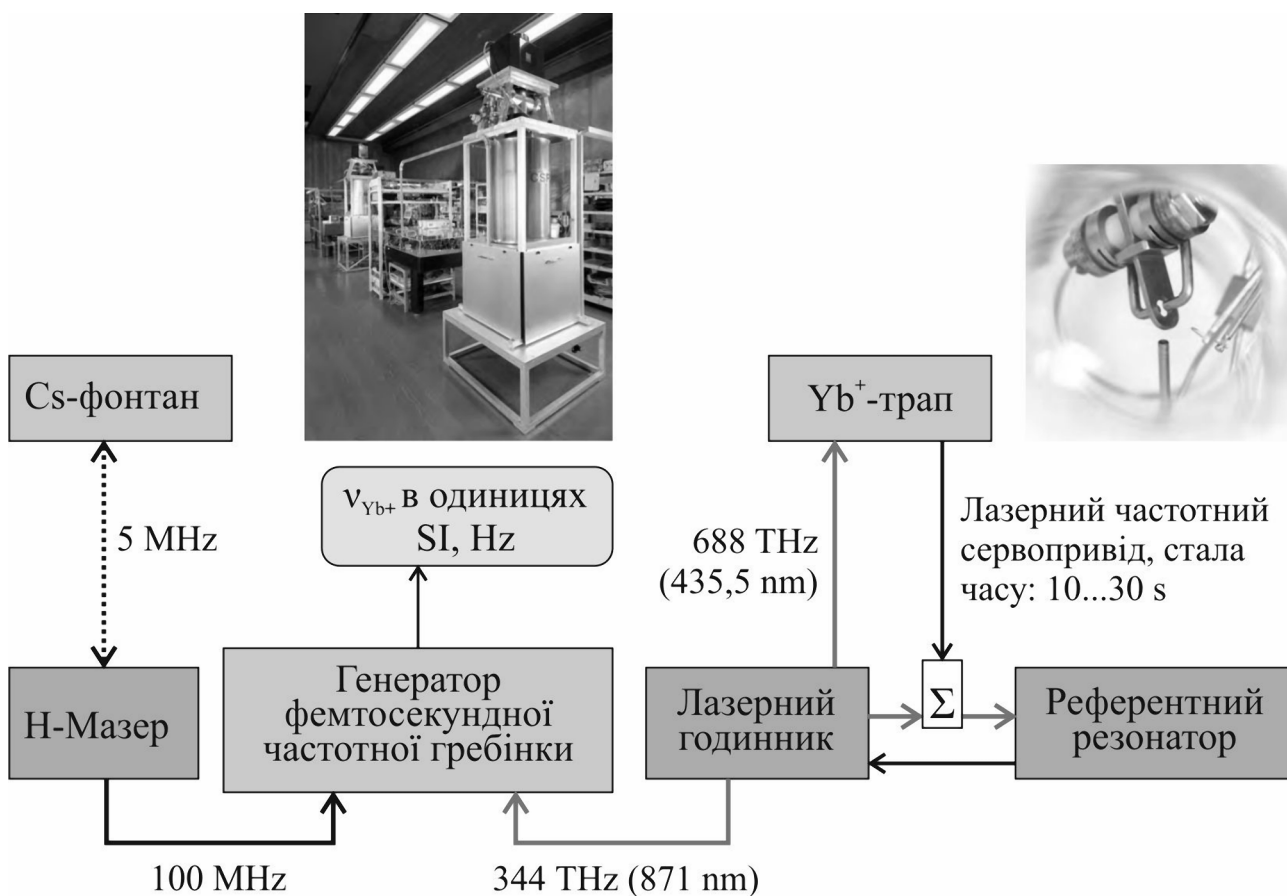 Cs-фонтан
5 MHz
Н-Мазер
100 MHz
ν_Yb+ в одиницях
SI, Hz
Генератор
фемтосекундної
частотної гребінки
344 THz (871 nm)
Yb⁺-трап
688 THz
(435,5 nm)
Лазерний частотний
сервопривід, стала
часу: 10...30 s
Лазерний
годинник
Σ
Референтний
резонатор